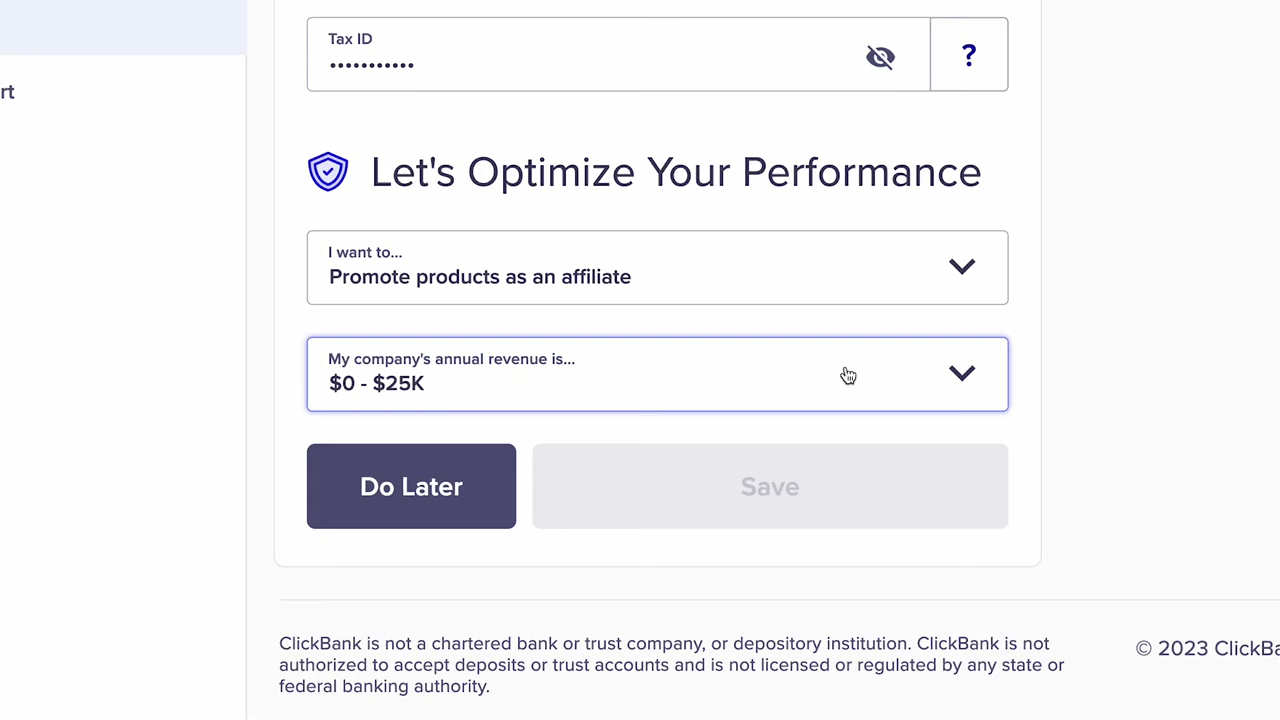 Tax ID
•••••••••••
?
rt
Let's Optimize Your Performance
I want to...
Promote products as an affiliate
My company's annual revenue is...
$0 - $25K
Do Later
Save
ClickBank is not a chartered bank or trust company, or depository institution. ClickBank is not
authorized to accept deposits or trust accounts and is not licensed or regulated by any state or
federal banking authority.
© 2023 ClickBa